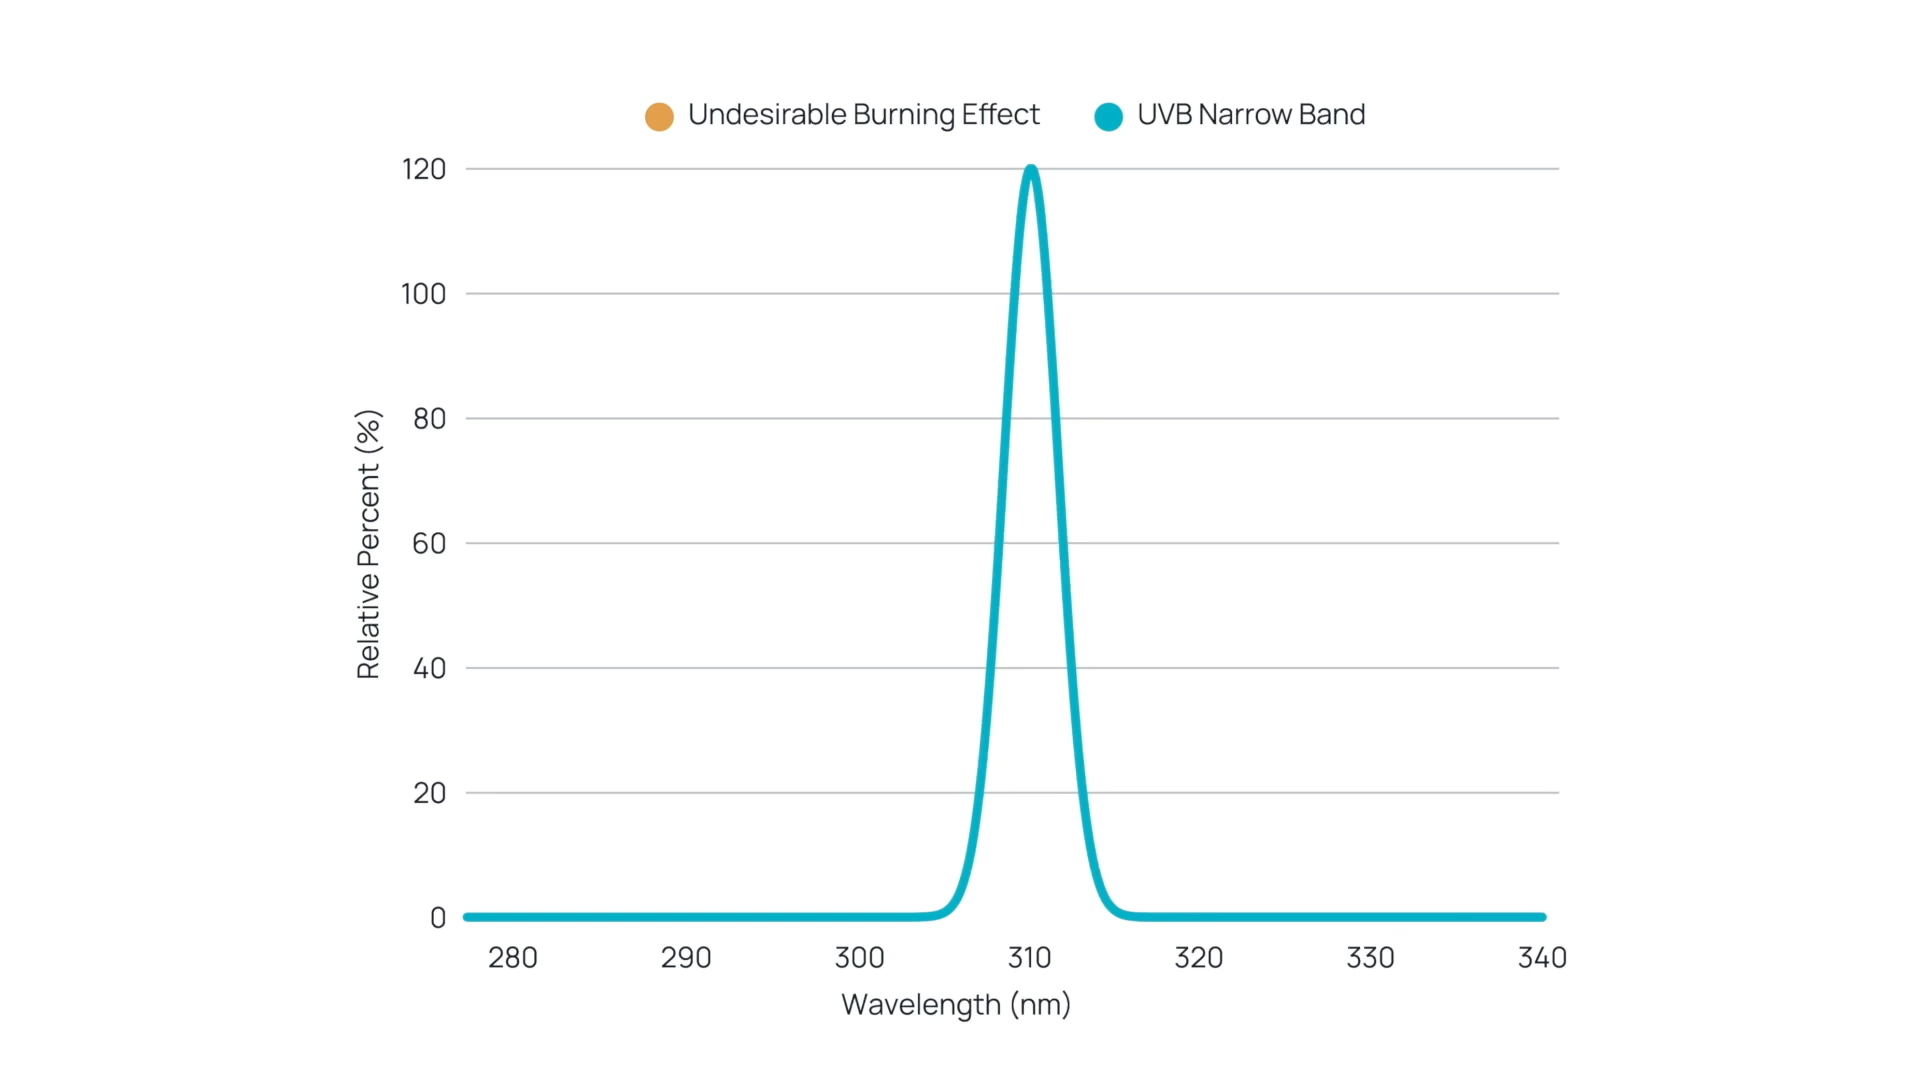 Undesirable Burning Effect
UVB Narrow Band
120
100
80
60
40
20
0
Relative Percent (%)
280 290 300 310 320 330 340
Wavelength (nm)